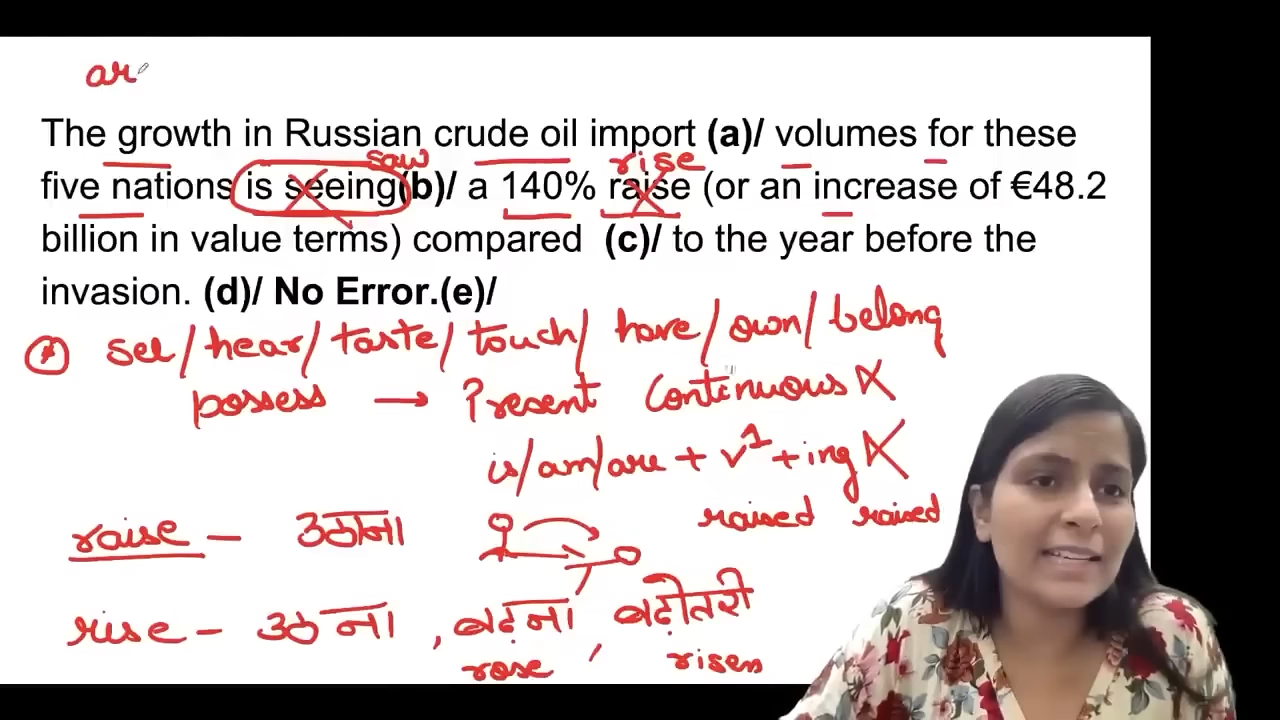 ar
The growth in Russian crude oil import (a)/ volumes for these
saw rise
five nations is seeing(b)/ a 140% raise (or an increase of €48.2
billion in value terms) compared (c)/ to the year before the
invasion. (d)/ No Error.(e)/
see/hear/taste/touch/ have/own/belong
possess → Present Continuous X
is/am/are + v1 + ing X
raised raised
raise - उठाना
rise - उठना, बढ़ना, बढ़ोतरी
rose risen